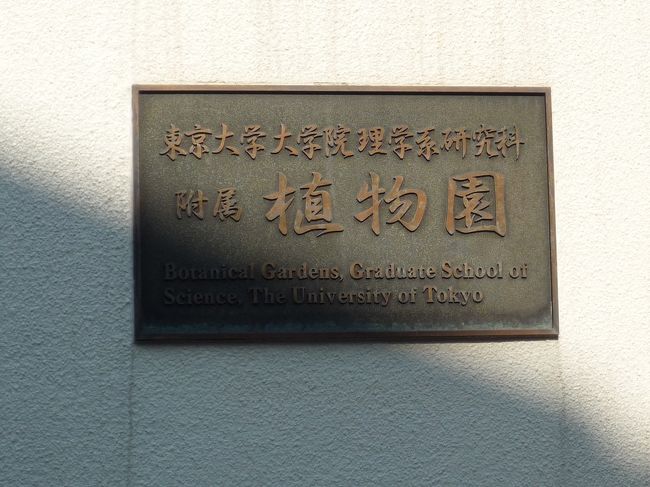 東京大学大学院理学系研究科
附属 植物園
Botanical Gardens, Graduate School of
Science, The University of Tokyo